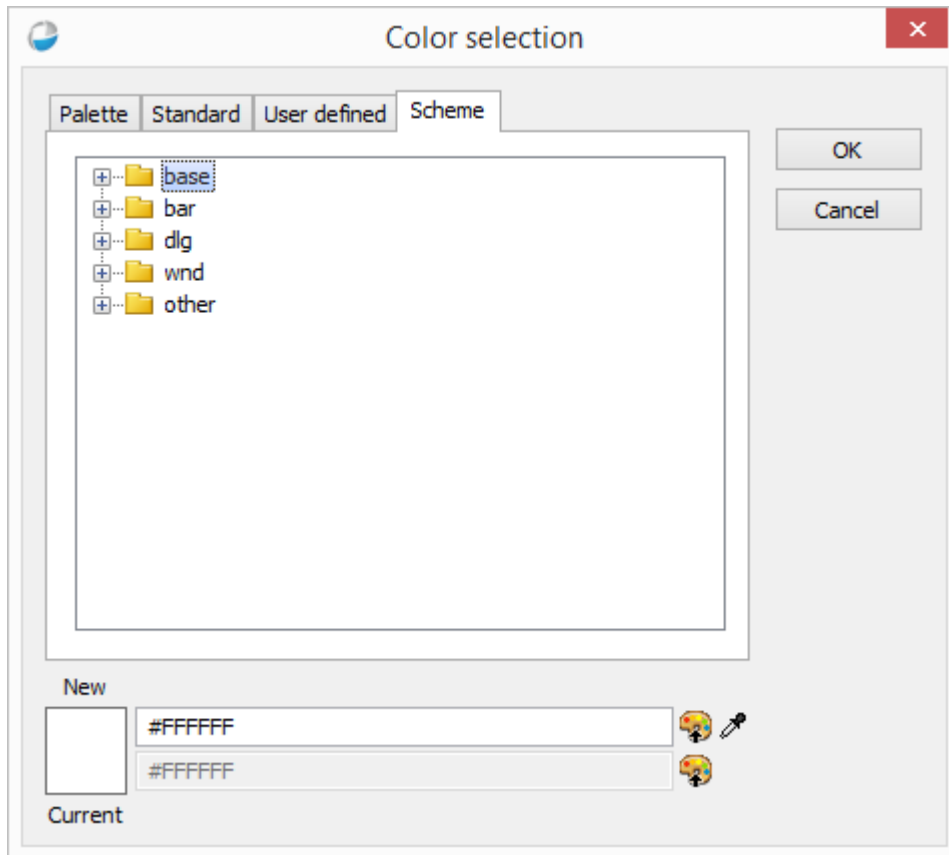 Color selection
Palette Standard User defined Scheme
OK
base
bar
Cancel
dlg
wnd
other
New
#FFFFFF
#FFFFFF
Current